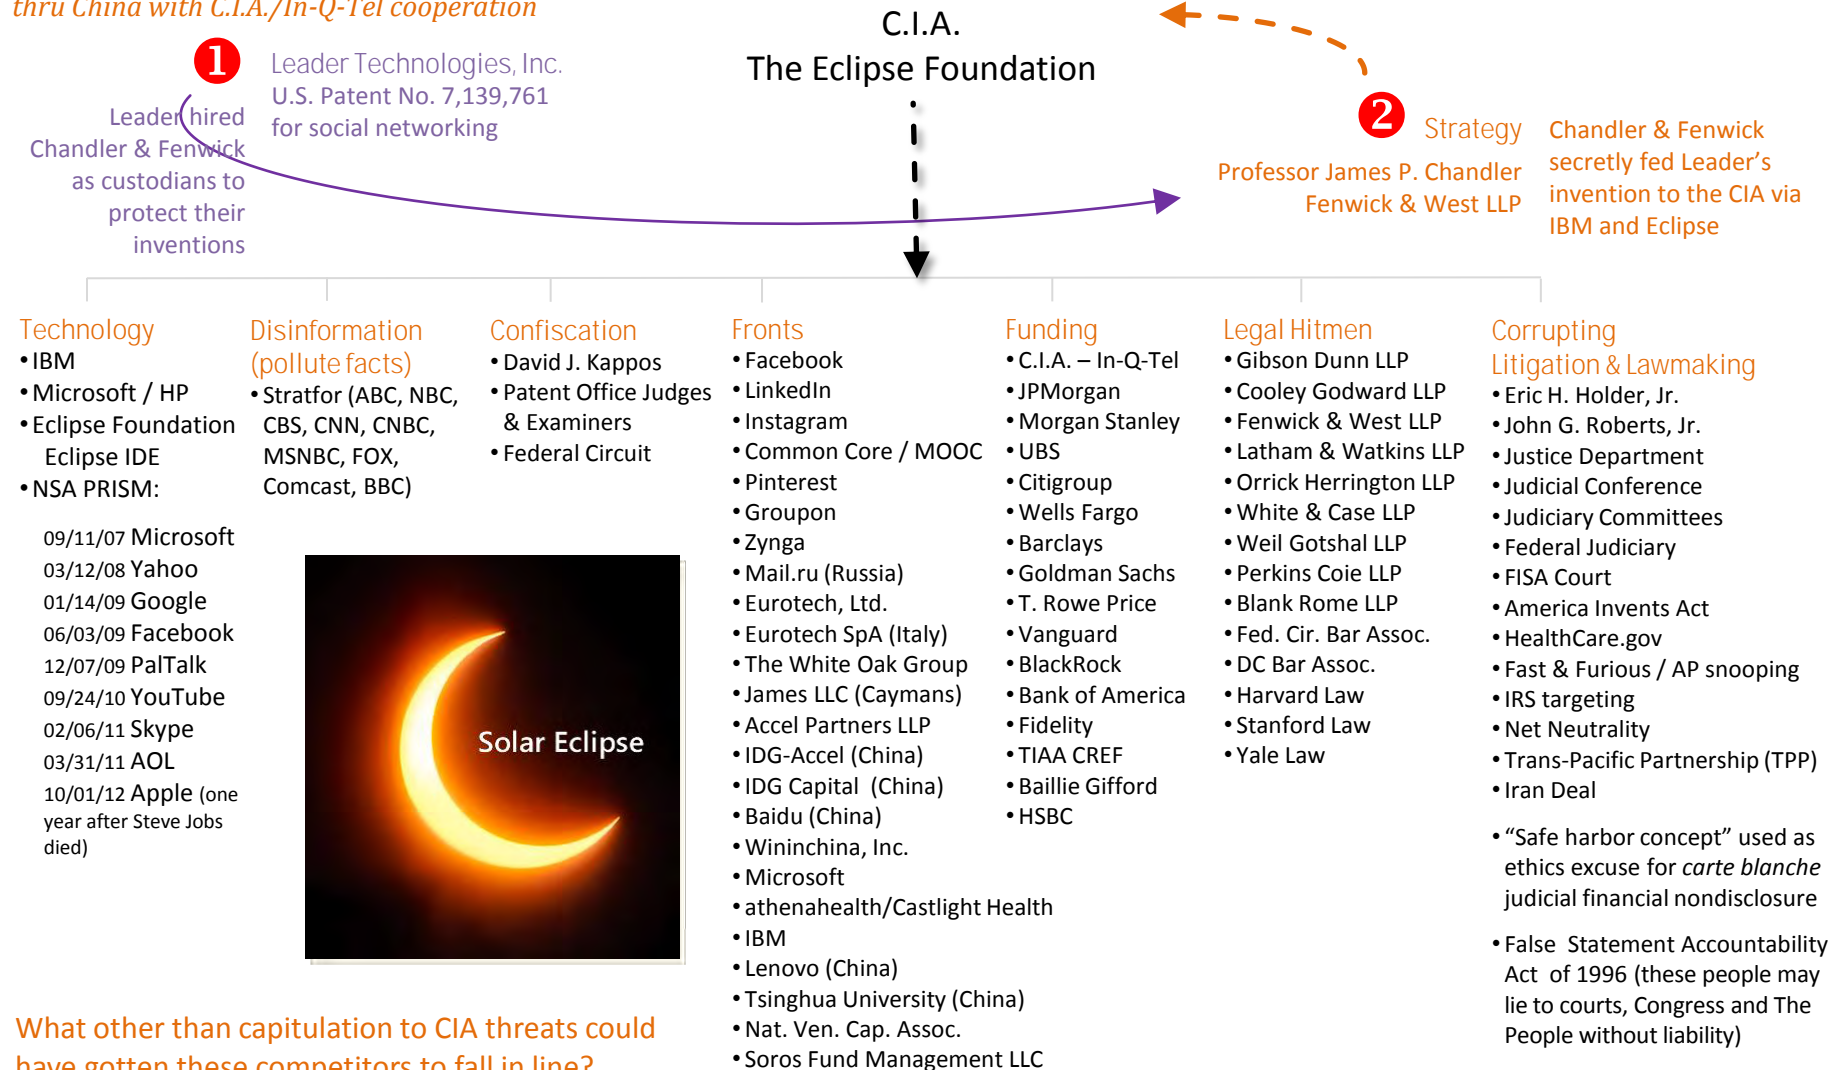 thru China with C.I.A./In-Q-Tel cooperation
C.I.A.
The Eclipse Foundation
1
Leader Technologies, Inc.
U.S. Patent No. 7,139,761
for social networking
Leader hired
Chandler & Fenwick
as custodians to
protect their
inventions
2
Strategy
Professor James P. Chandler
Fenwick & West LLP
Chandler & Fenwick
secretly fed Leader’s
invention to the CIA via
IBM and Eclipse
Technology
• IBM
• Microsoft / HP
• Eclipse Foundation
Eclipse IDE
• NSA PRISM:
09/11/07 Microsoft
03/12/08 Yahoo
01/14/09 Google
06/03/09 Facebook
12/07/09 PalTalk
09/24/10 YouTube
02/06/11 Skype
03/31/11 AOL
10/01/12 Apple (one
year after Steve Jobs
died)
Disinformation
(pollute facts)
• Stratfor (ABC, NBC,
CBS, CNN, CNBC,
MSNBC, FOX,
Comcast, BBC)
Confiscation
• David J. Kappos
• Patent Office Judges
& Examiners
• Federal Circuit
Solar Eclipse
Fronts
• Facebook
• LinkedIn
• Instagram
• Common Core / MOOC
• Pinterest
• Groupon
• Zynga
• Mail.ru (Russia)
• Eurotech, Ltd.
• Eurotech SpA (Italy)
• The White Oak Group
• James LLC (Caymans)
• Accel Partners LLP
• IDG-Accel (China)
• IDG Capital (China)
• Baidu (China)
• Wininchina, Inc.
• Microsoft
• athenahealth/Castlight Health
• IBM
• Lenovo (China)
• Tsinghua University (China)
• Nat. Ven. Cap. Assoc.
• Soros Fund Management LLC
Funding
• C.I.A. – In-Q-Tel
• JPMorgan
• Morgan Stanley
• UBS
• Citigroup
• Wells Fargo
• Barclays
• Goldman Sachs
• T. Rowe Price
• Vanguard
• BlackRock
• Bank of America
• Fidelity
• TIAA CREF
• Baillie Gifford
• HSBC
Legal Hitmen
• Gibson Dunn LLP
• Cooley Godward LLP
• Fenwick & West LLP
• Latham & Watkins LLP
• Orrick Herrington LLP
• White & Case LLP
• Weil Gotshal LLP
• Perkins Coie LLP
• Blank Rome LLP
• Fed. Cir. Bar Assoc.
• DC Bar Assoc.
• Harvard Law
• Stanford Law
• Yale Law
Corrupting
Litigation & Lawmaking
• Eric H. Holder, Jr.
• John G. Roberts, Jr.
• Justice Department
• Judicial Conference
• Judiciary Committees
• Federal Judiciary
• FISA Court
• America Invents Act
• HealthCare.gov
• Fast & Furious / AP snooping
• IRS targeting
• Net Neutrality
• Trans-Pacific Partnership (TPP)
• Iran Deal
• “Safe harbor concept” used as
ethics excuse for carte blanche
judicial financial nondisclosure
• False Statement Accountability
Act of 1996 (these people may
lie to courts, Congress and The
People without liability)
What other than capitulation to CIA threats could
have gotten these competitors to fall in line?